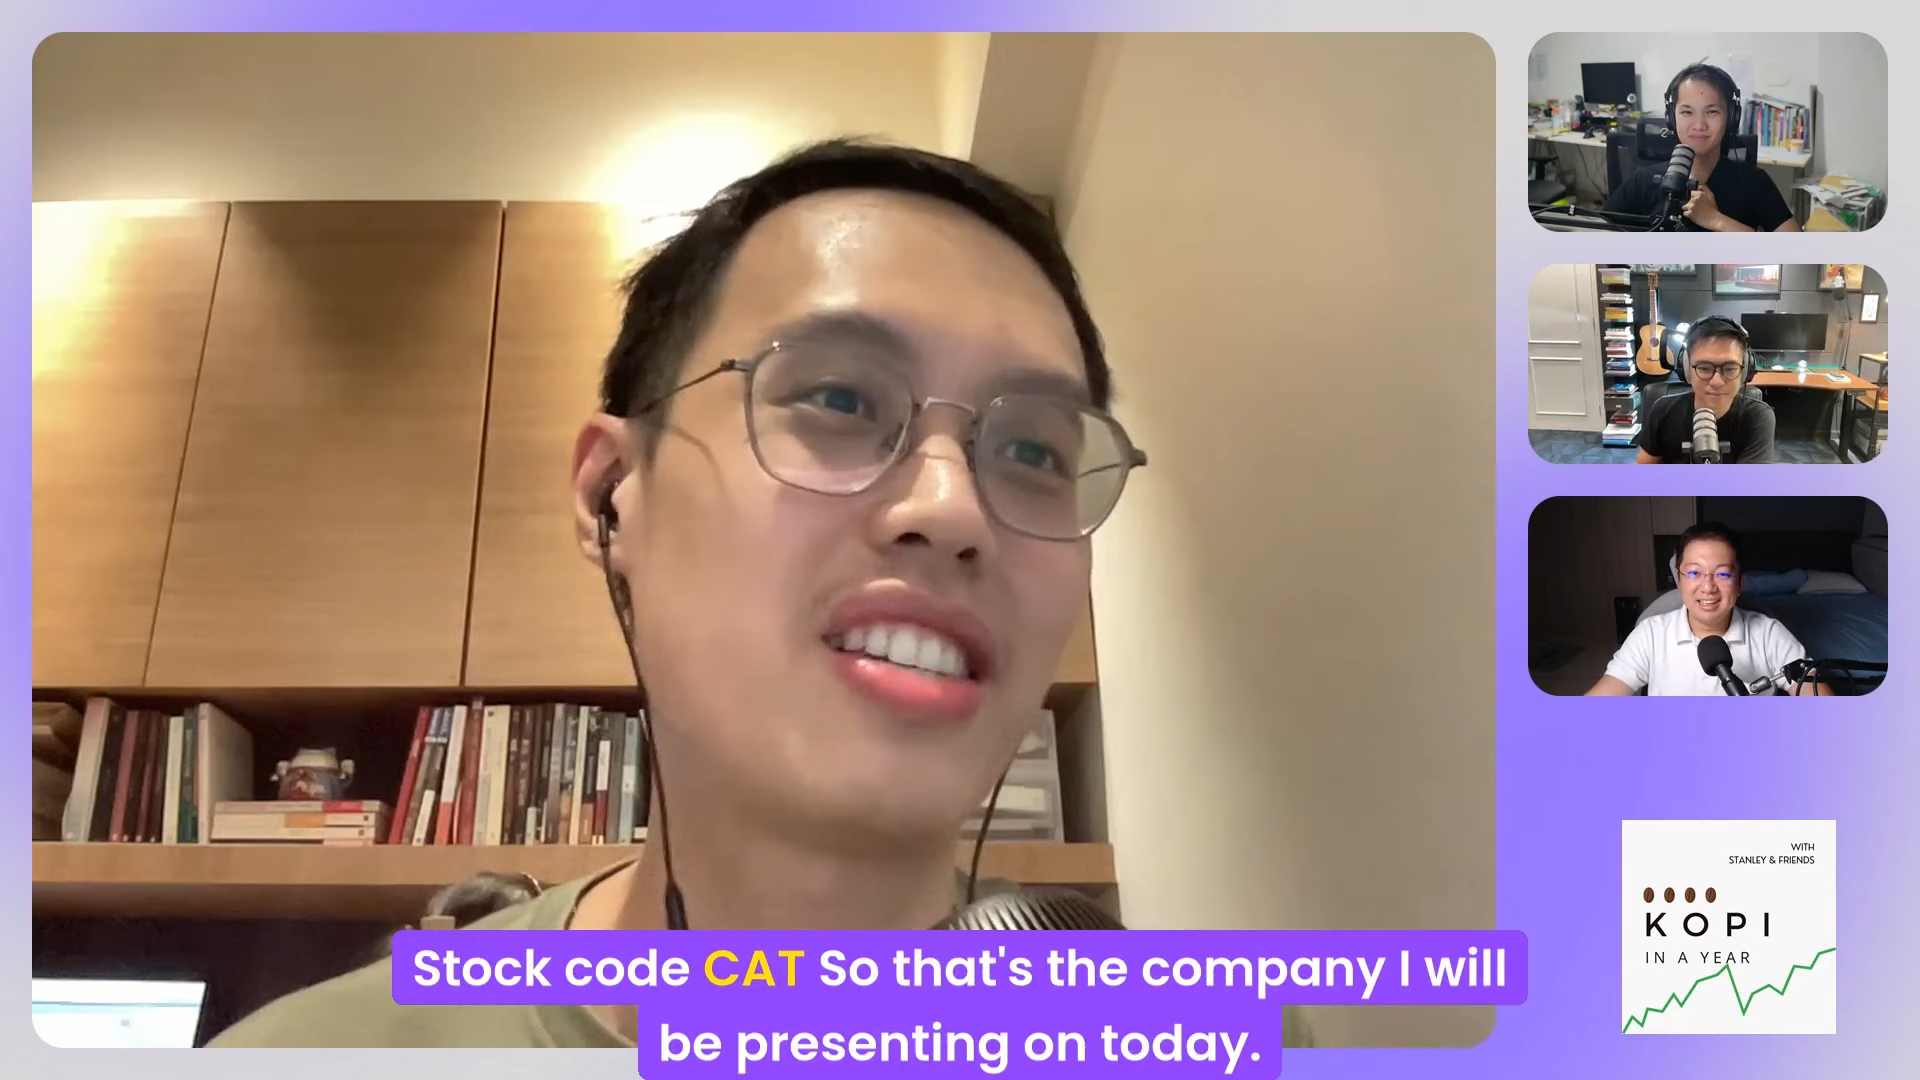 WITH
STANLEY & FRIENDS
KOPI
IN A YEAR
Stock code CAT So that's the company I will
be presenting on today.